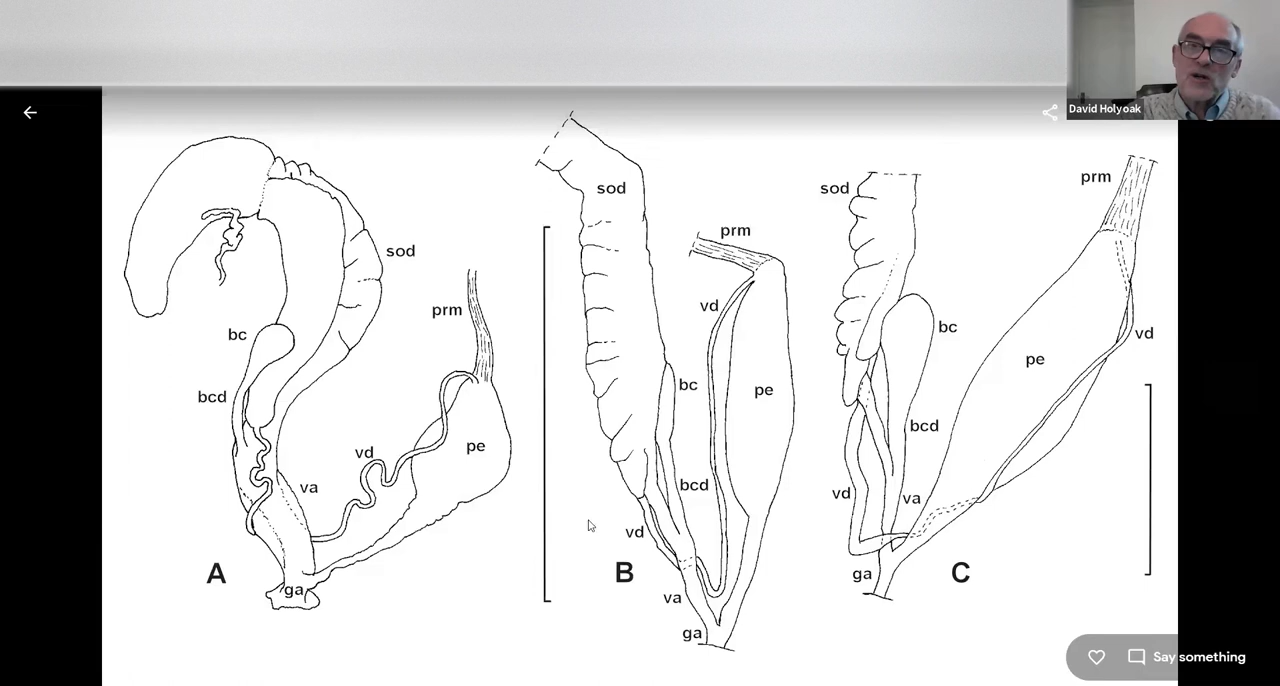 David Holyoak
sod
bc
prm
bcd
vd
pe
va
A
ga
sod
prm
vd
bc
pe
bcd
vd
B
va
ga
prm
sod
bc
vd
pe
bcd
vd
va
ga
C
Say something